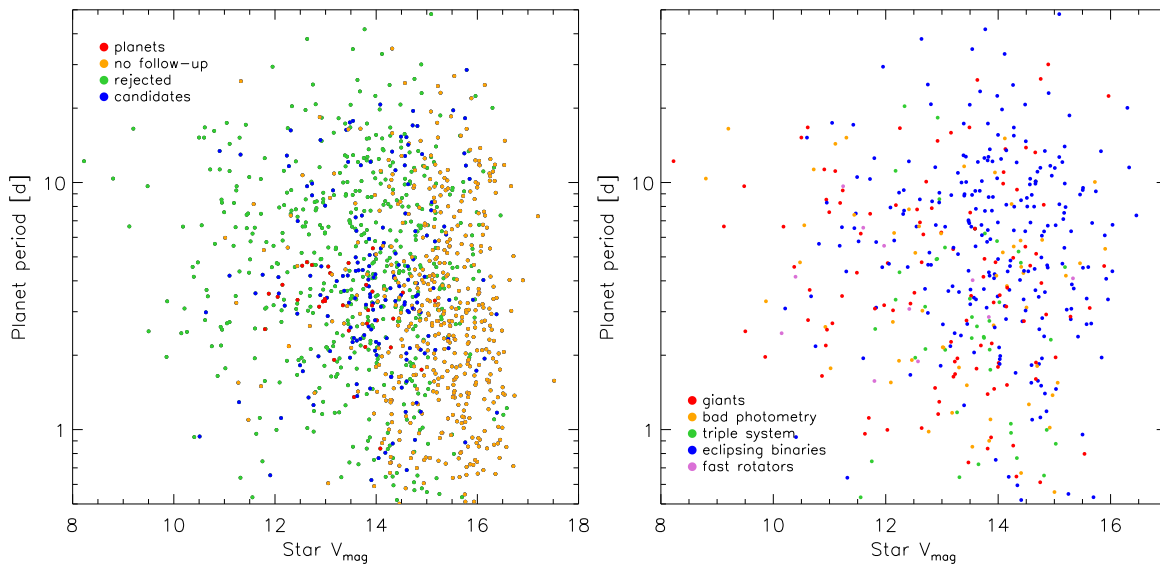 planets
no follow-up
rejected
candidates
10
1
Planet period [d]
8
10
12
14
16
18
Star Vmag
giants
bad photometry
triple system
eclipsing binaries
fast rotators
10
1
Planet period [d]
8
10
12
14
16
Star Vmag